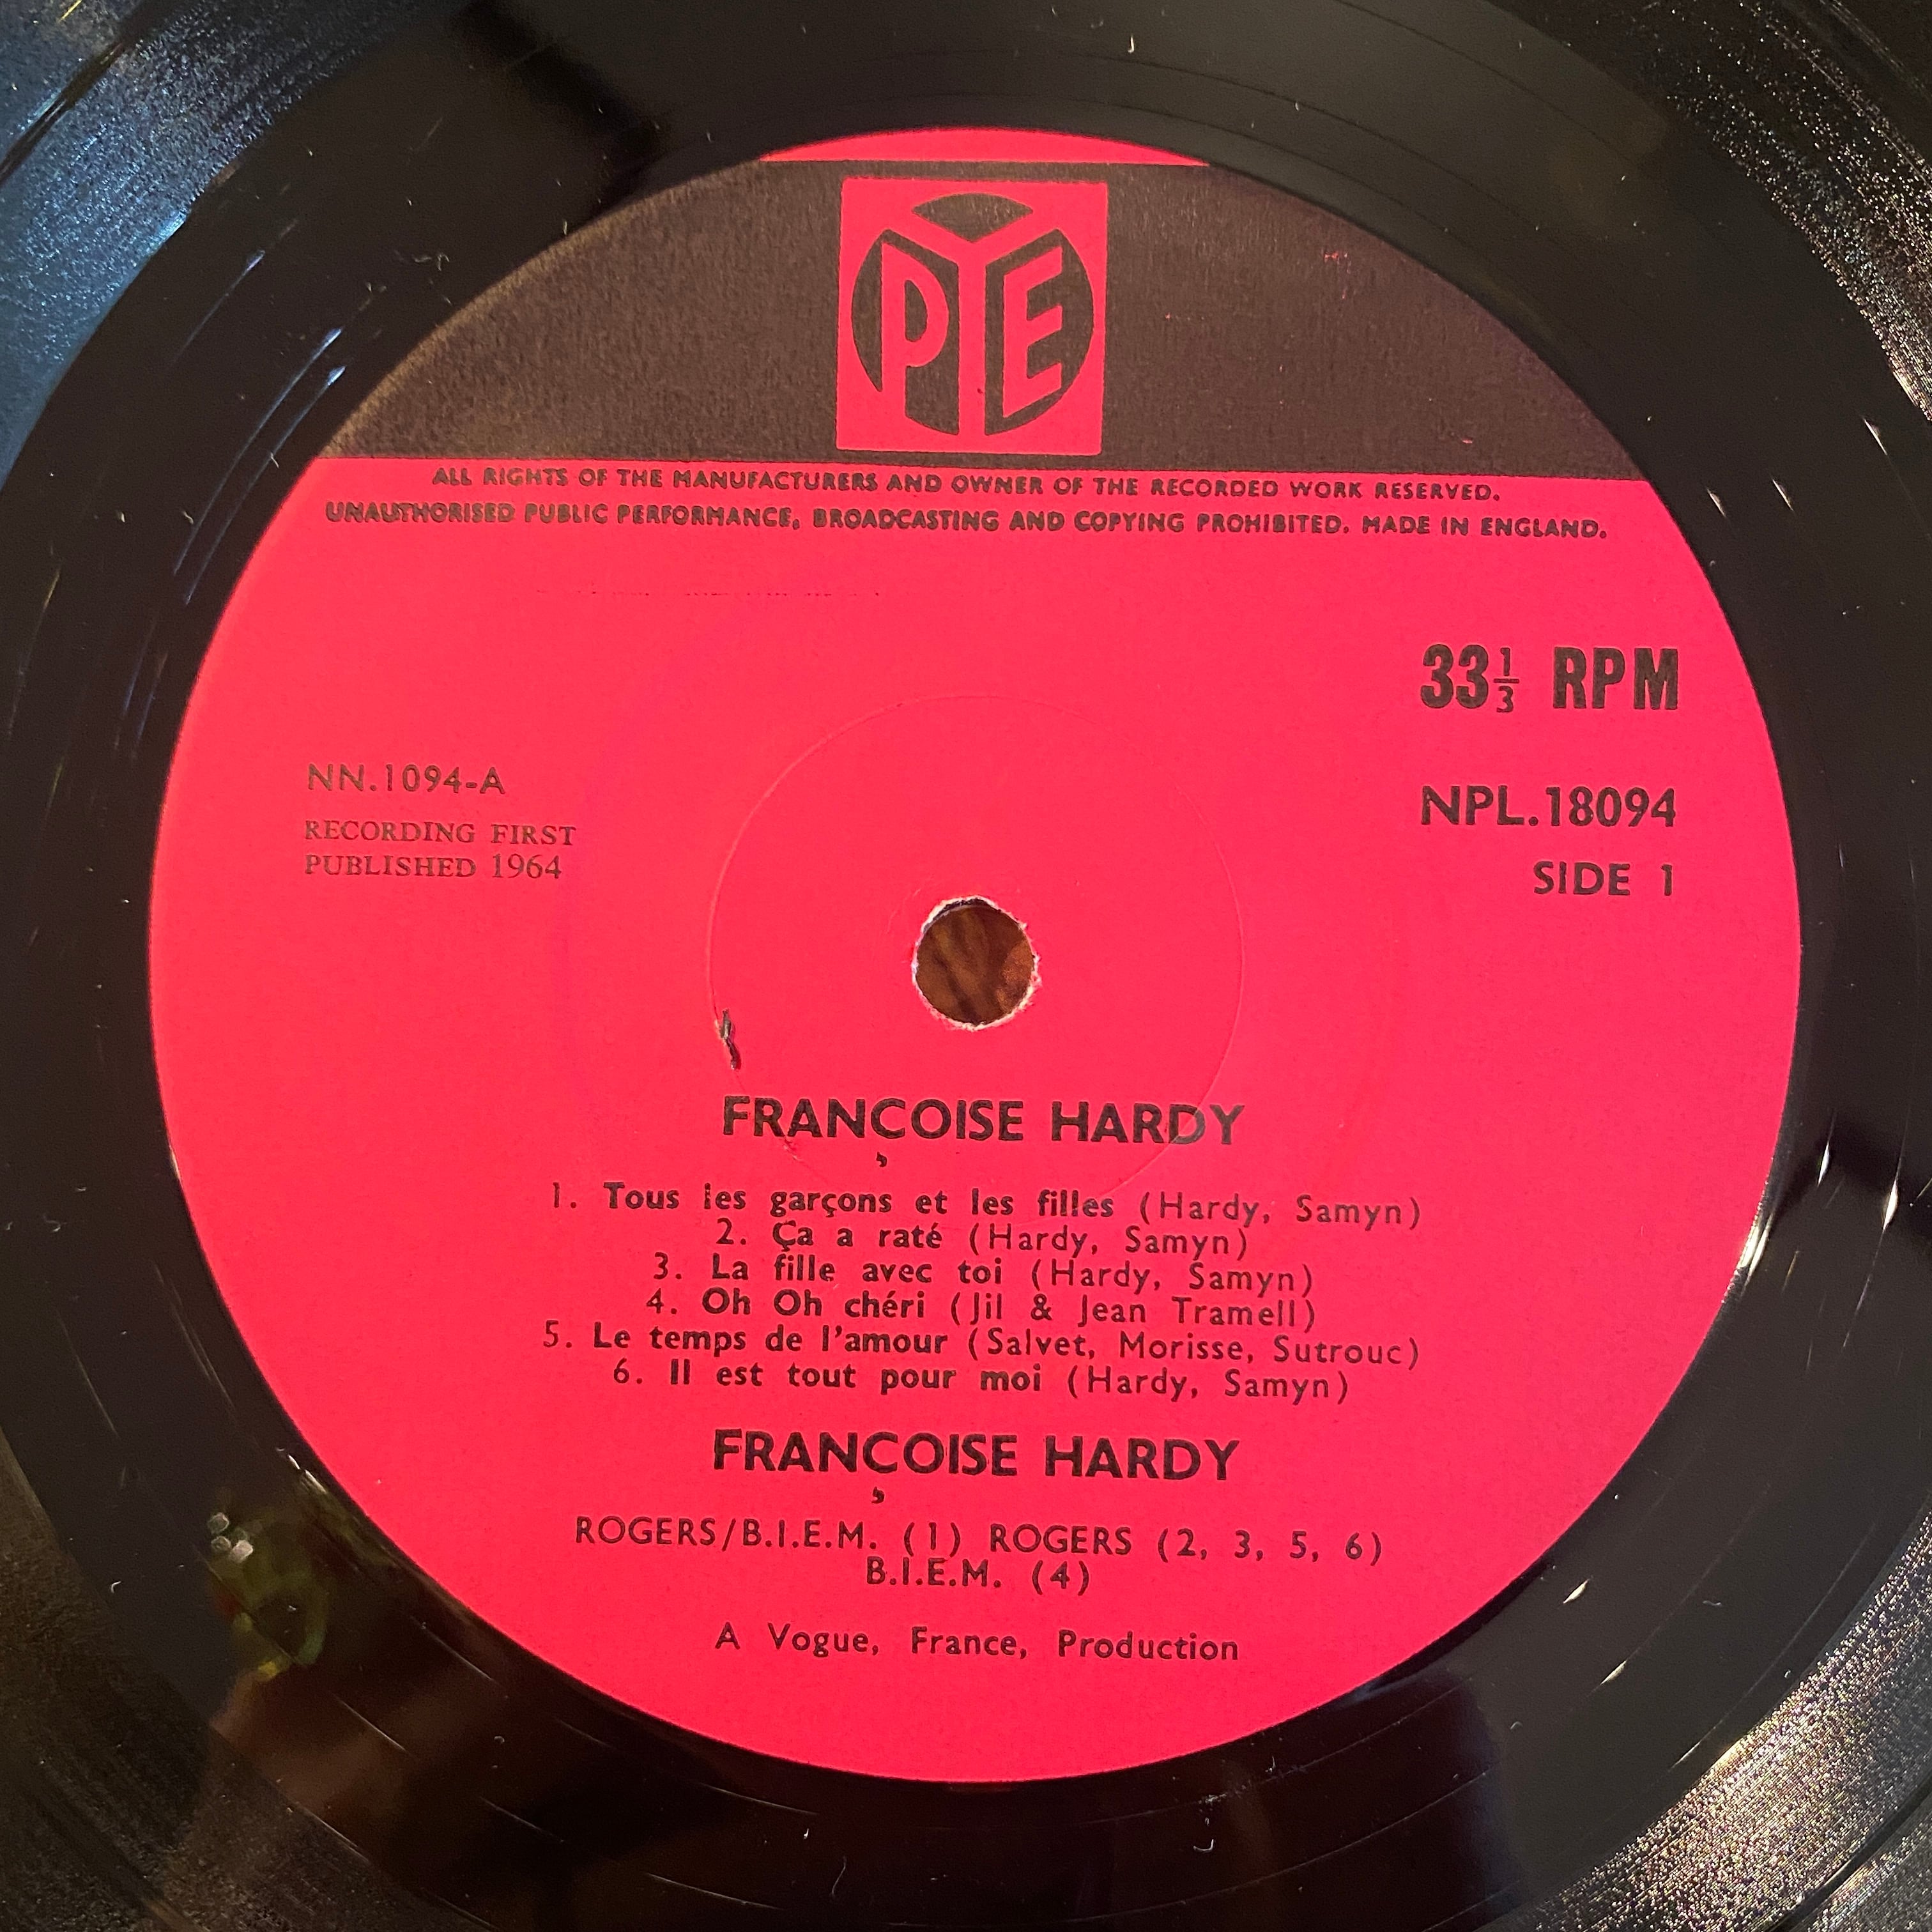 PYE
ALL RIGHTS OF THE MANUFACTURERS AND OWNER OF THE RECORDED WORK RESERVED.
UNAUTHORISED PUBLIC PERFORMANCE, BROADCASTING AND COPYING PROHIBITED. MADE IN ENGLAND.
33⅓ RPM
NN.1094-A
RECORDING FIRST
PUBLISHED 1964
NPL.18094
SIDE 1
FRANÇOISE HARDY
1. Tous les garçons et les filles (Hardy, Samyn)
2. Ça a raté (Hardy, Samyn)
3. La fille avec toi (Hardy, Samyn)
4. Oh Oh chéri (Jil & Jean Tramell)
5. Le temps de l'amour (Salvet, Morisse, Sutrouc)
6. Il est tout pour moi (Hardy, Samyn)
FRANÇOISE HARDY
ROGERS/B.I.E.M. (1) ROGERS (2, 3, 5, 6)
B.I.E.M. (4)
A Vogue, France, Production